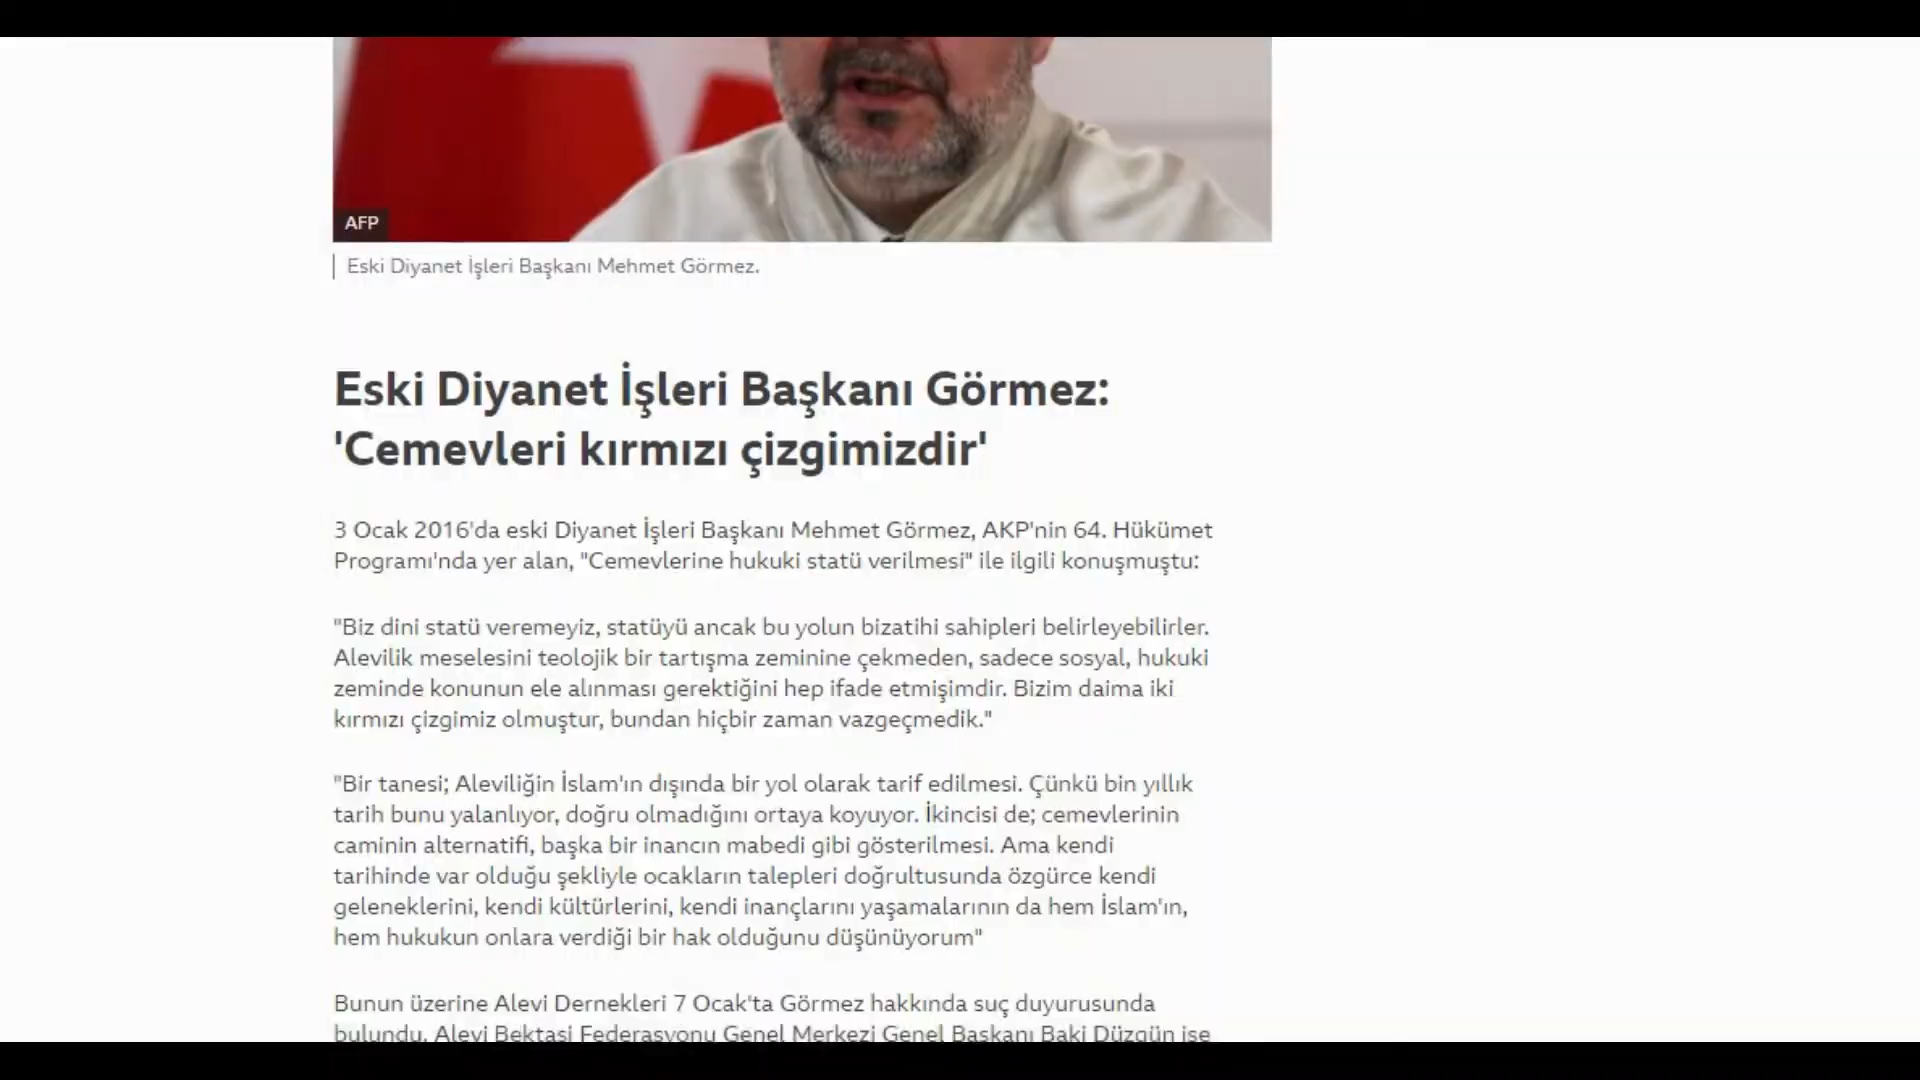 AFP
Eski Diyanet İşleri Başkanı Mehmet Görmez.
Eski Diyanet İşleri Başkanı Görmez:
'Cemevleri kırmızı çizgimizdir'
3 Ocak 2016'da eski Diyanet İşleri Başkanı Mehmet Görmez, AKP'nin 64. Hükümet
Programı'nda yer alan, "Cemevlerine hukuki statü verilmesi" ile ilgili konuşmuştu:
"Biz dini statü veremeyiz, statüyü ancak bu yolun bizatihi sahipleri belirleyebilirler.
Alevilik meselesini teolojik bir tartışma zeminine çekmeden, sadece sosyal, hukuki
zeminde konunun ele alınması gerektiğini hep ifade etmişimdir. Bizim daima iki
kırmızı çizgimiz olmuştur, bundan hiçbir zaman vazgeçmedik."
"Bir tanesi; Aleviliğin İslam'ın dışında bir yol olarak tarif edilmesi. Çünkü bin yıllık
tarih bunu yalanlıyor, doğru olmadığını ortaya koyuyor. İkincisi de; cemevlerinin
caminin alternatifi, başka bir inancın mabedi gibi gösterilmesi. Ama kendi
tarihinde var olduğu şekliyle ocakların talepleri doğrultusunda özgürce kendi
geleneklerini, kendi kültürlerini, kendi inançlarını yaşamalarının da hem İslam'ın,
hem hukukun onlara verdiği bir hak olduğunu düşünüyorum"
Bunun üzerine Alevi Dernekleri 7 Ocak'ta Görmez hakkında suç duyurusunda
bulundu. Alevi Bektaşi Federasyonu Genel Merkezi Genel Başkanı Baki Düzgün ise